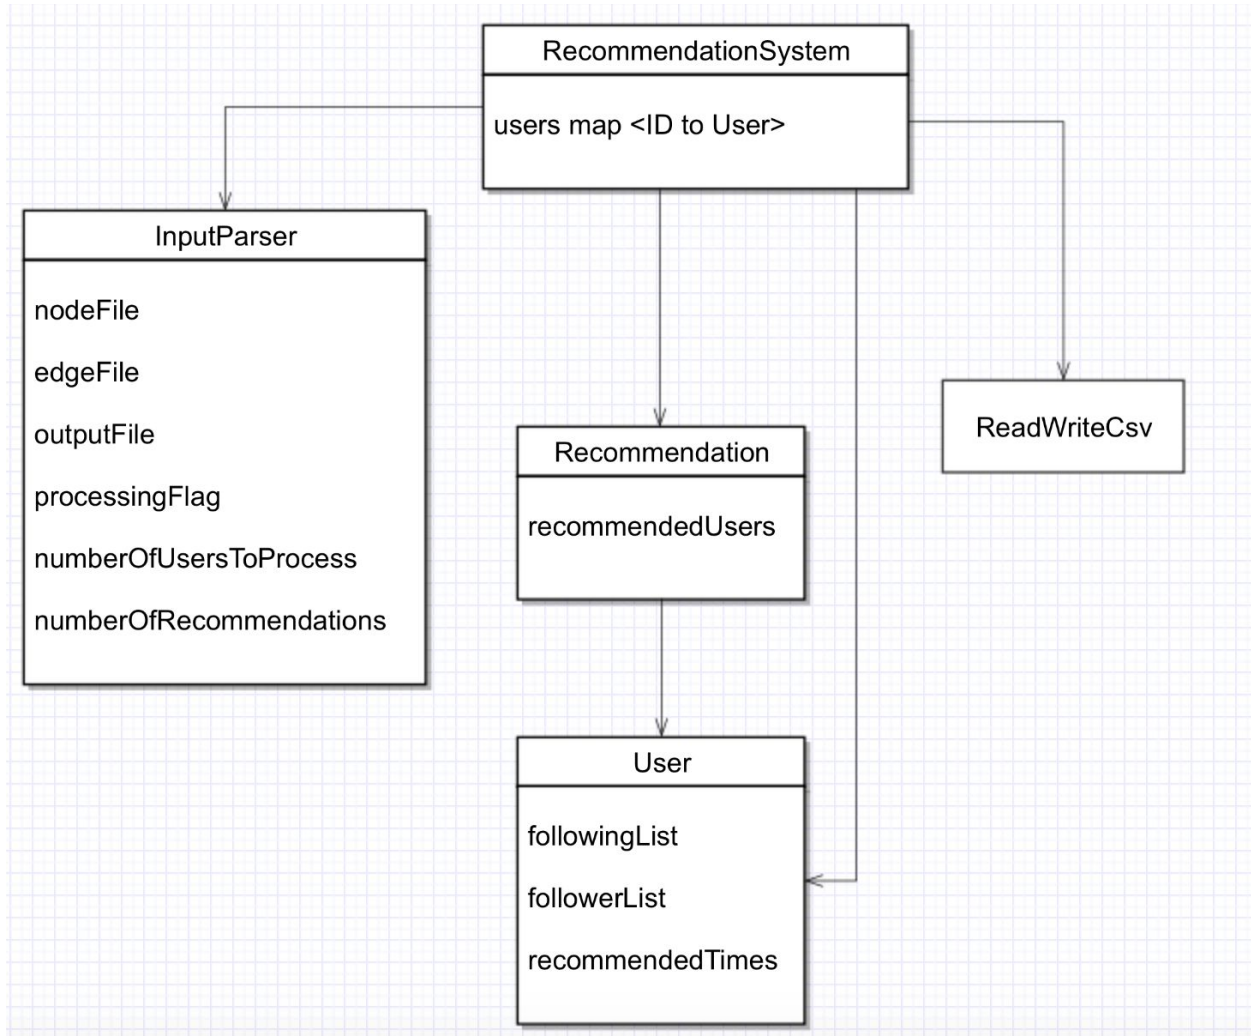 RecommendationSystem
users map <ID to User>
InputParser
nodeFile
edgeFile
outputFile
processingFlag
numberOfUsersToProcess
numberOfRecommendations
Recommendation
recommendedUsers
ReadWriteCsv
User
followingList
followerList
recommendedTimes